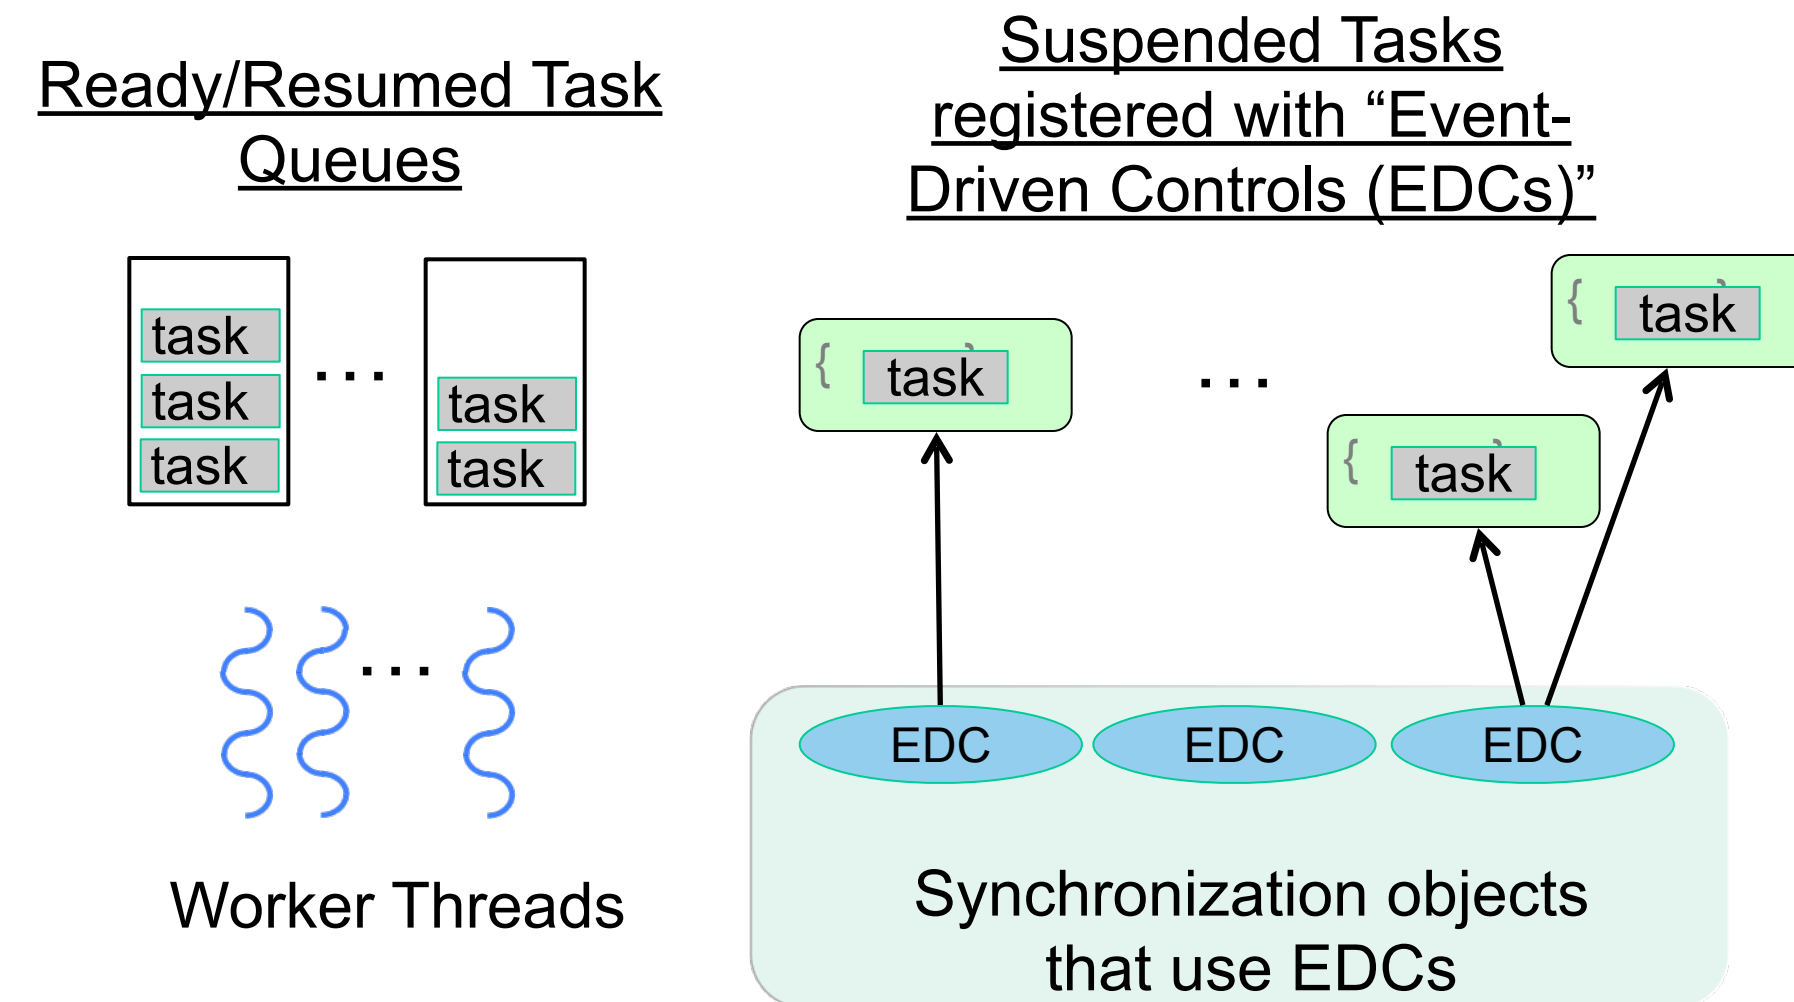 Ready/Resumed Task
Queues
Suspended Tasks
registered with “Event-
Driven Controls (EDCs)”
task
task
task
...
task
task
{ task }
...
{ task }
{ task }
...
Worker Threads
EDC
EDC
EDC
Synchronization objects
that use EDCs